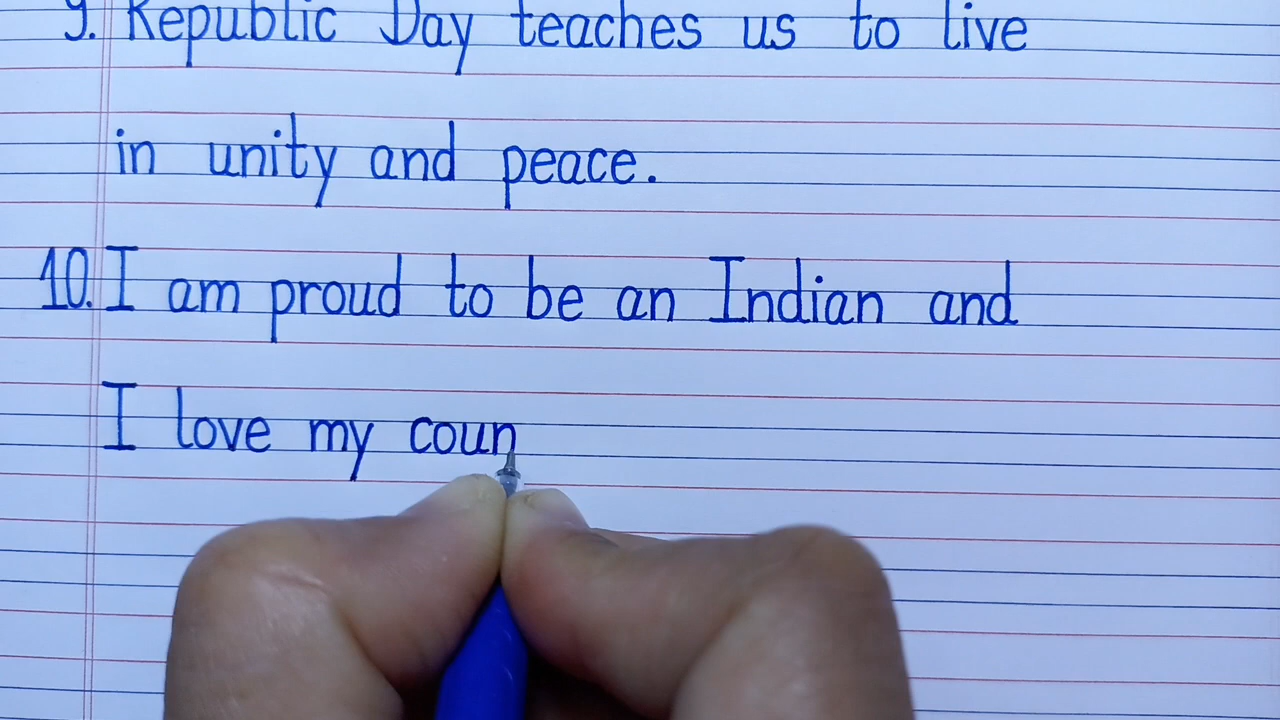 9. Republic Day teaches us to live
in unity and peace.
10. I am proud to be an Indian and
I love my coun